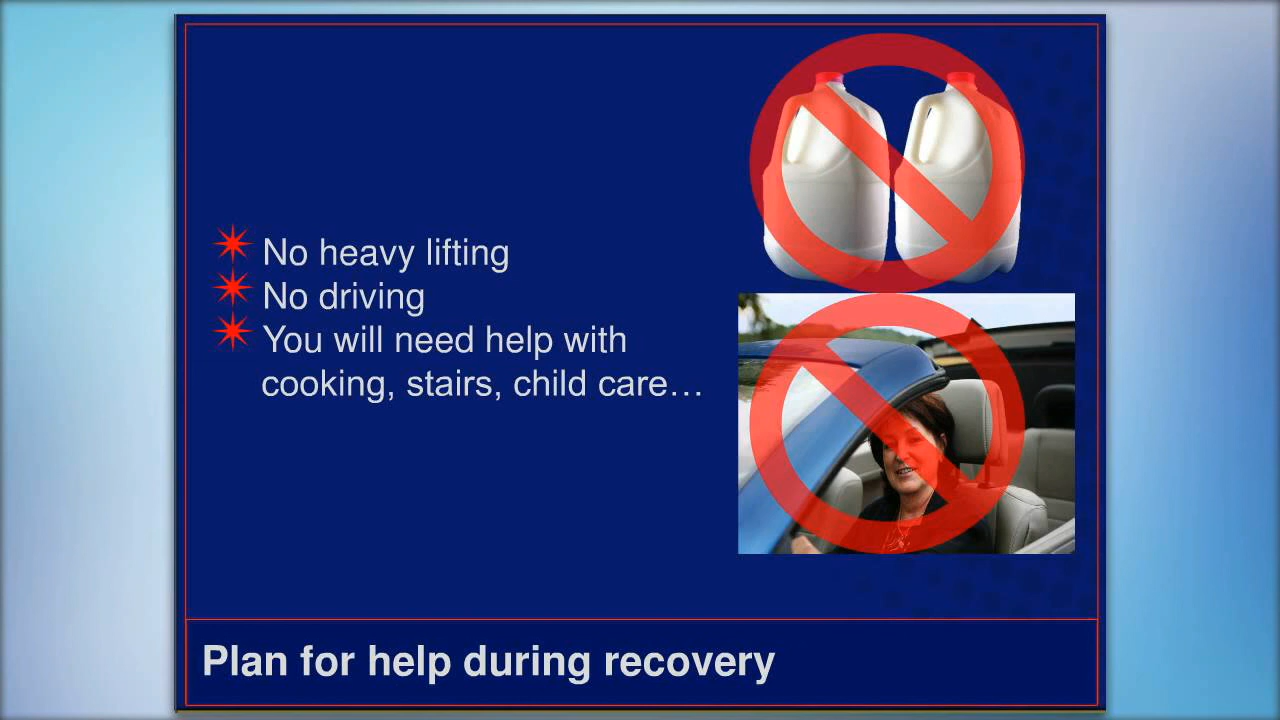 No heavy lifting
No driving
You will need help with
cooking, stairs, child care…
Plan for help during recovery